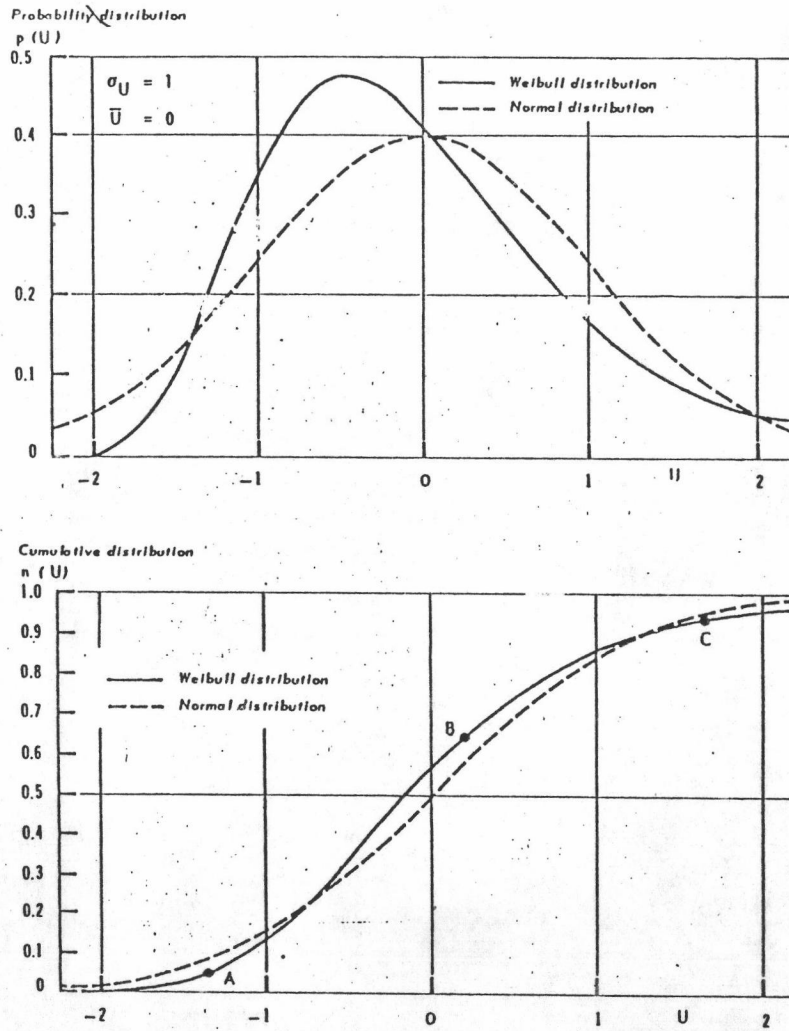 Probability distribution
p (U)
0.5
0.4
0.3
0.2
0.1
0
σU = 1
Ū = 0
Weibull distribution
Normal distribution
−2
−1
0
1
U
2
Cumulative distribution
n (U)
1.0
0.9
0.8
0.7
0.6
0.5
0.4
0.3
0.2
0.1
0
Weibull distribution
Normal distribution
A
B
C
−2
−1
0
1
U
2